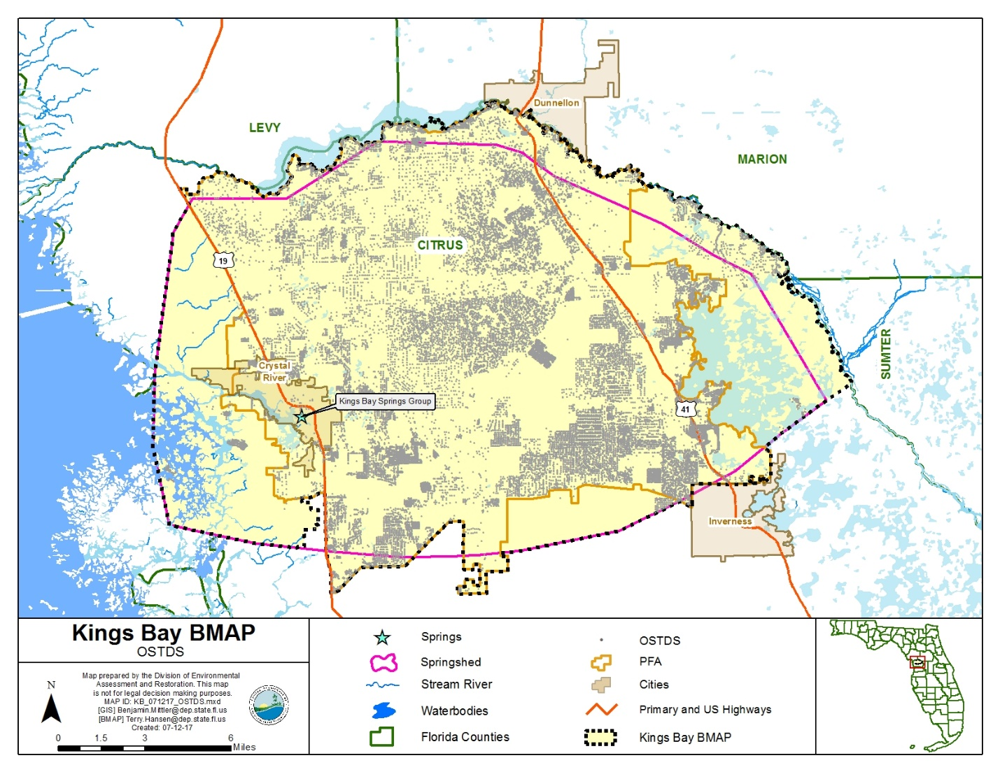 Dunnellon
LEVY
MARION
CITRUS
19
SUMTER
Crystal
River
Kings Bay Springs Group
41
Inverness
Kings Bay BMAP
OSTDS
N
Map prepared by the Division of Environmental
Assessment and Restoration. This map
is not for legal decision making purposes.
MAP ID: KB_071217_OSTDS.mxd
[GIS] Benjamin.Mittler@dep.state.fl.us
[BMAP] Terry.Hansen@dep.state.fl.us
Created: 07-12-17
0 1.5 3 6
Miles
Springs
Springshed
Stream River
Waterbodies
Florida Counties
OSTDS
PFA
Cities
Primary and US Highways
Kings Bay BMAP